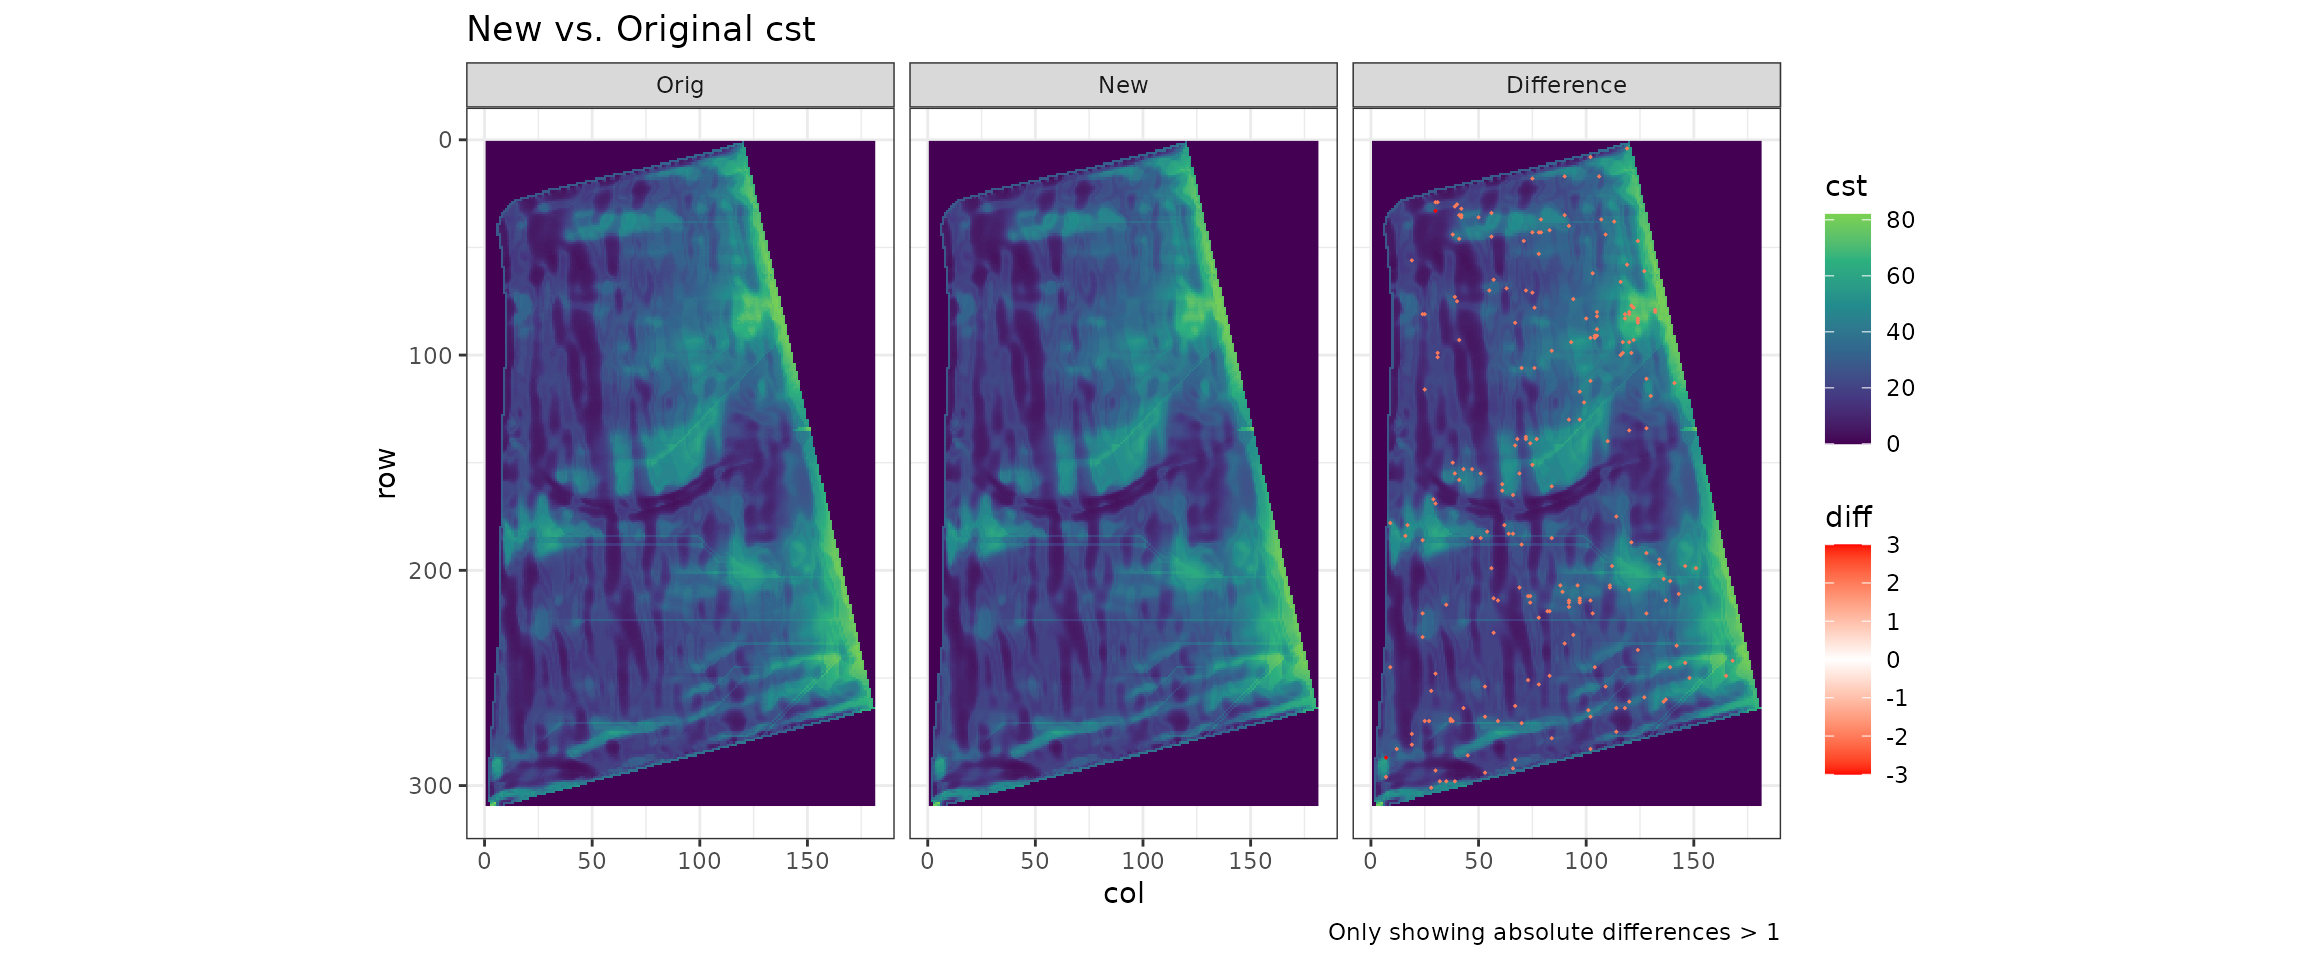 New vs. Original cst
Orig New Difference
0
100
200
300
row
0 50 100 150 0 50 100 150 0 50 100 150
col
cst
80
60
40
20
0
diff
3
2
1
0
-1
-2
-3
Only showing absolute differences > 1